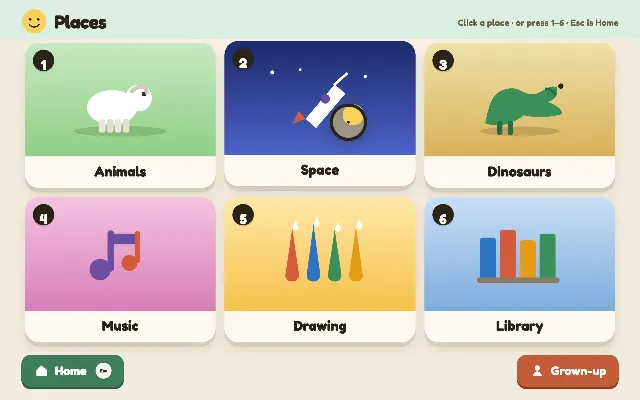 Places
Click a place · or press 1–6 · Esc is Home
1
2
3
Animals
Space
Dinosaurs
4
5
6
Music
Drawing
Library
Home Esc
Grown-up